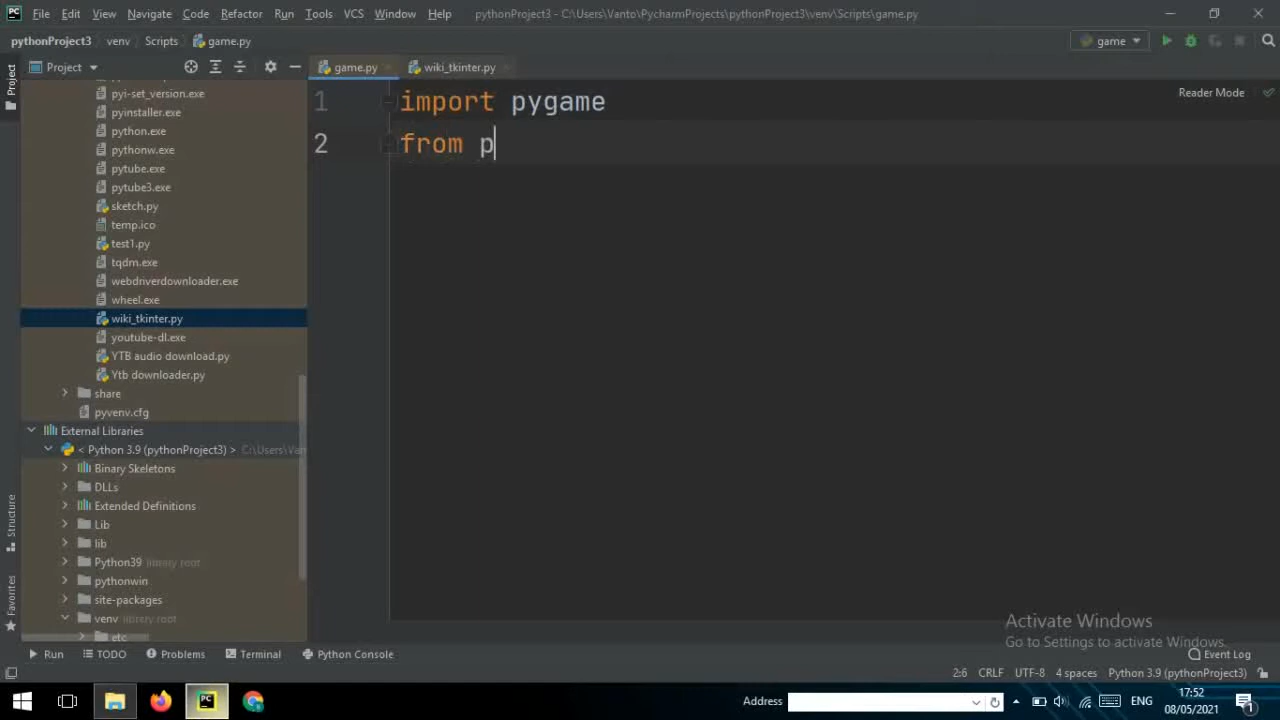 File Edit View Navigate Code Refactor Run Tools VCS Window Help pythonProject3 - C:\Users\Vanto\PycharmProjects\pythonProject3\venv\Scripts\game.py
pythonProject3 venv Scripts game.py game
Project
game.py wiki_tkinter.py
Reader Mode
1 import pygame
2 from p
pyi-set_version.exe
pyinstaller.exe
python.exe
pythonw.exe
pytube.exe
pytube3.exe
sketch.py
temp.ico
test1.py
tqdm.exe
webdriverdownloader.exe
wheel.exe
wiki_tkinter.py
youtube-dl.exe
YTB audio download.py
Ytb downloader.py
share
pyvenv.cfg
External Libraries
< Python 3.9 (pythonProject3) > C:\Users\Van
Binary Skeletons
DLLs
Extended Definitions
Lib
lib
Python39 library root
pythonwin
site-packages
venv library root
etc
Project
Structure
Favorites
Activate Windows
Go to Settings to activate Windows.
Run TODO Problems Terminal Python Console Event Log
2:6 CRLF UTF-8 4 spaces Python 3.9 (pythonProject3)
Address ENG
17:52
08/05/2021
1